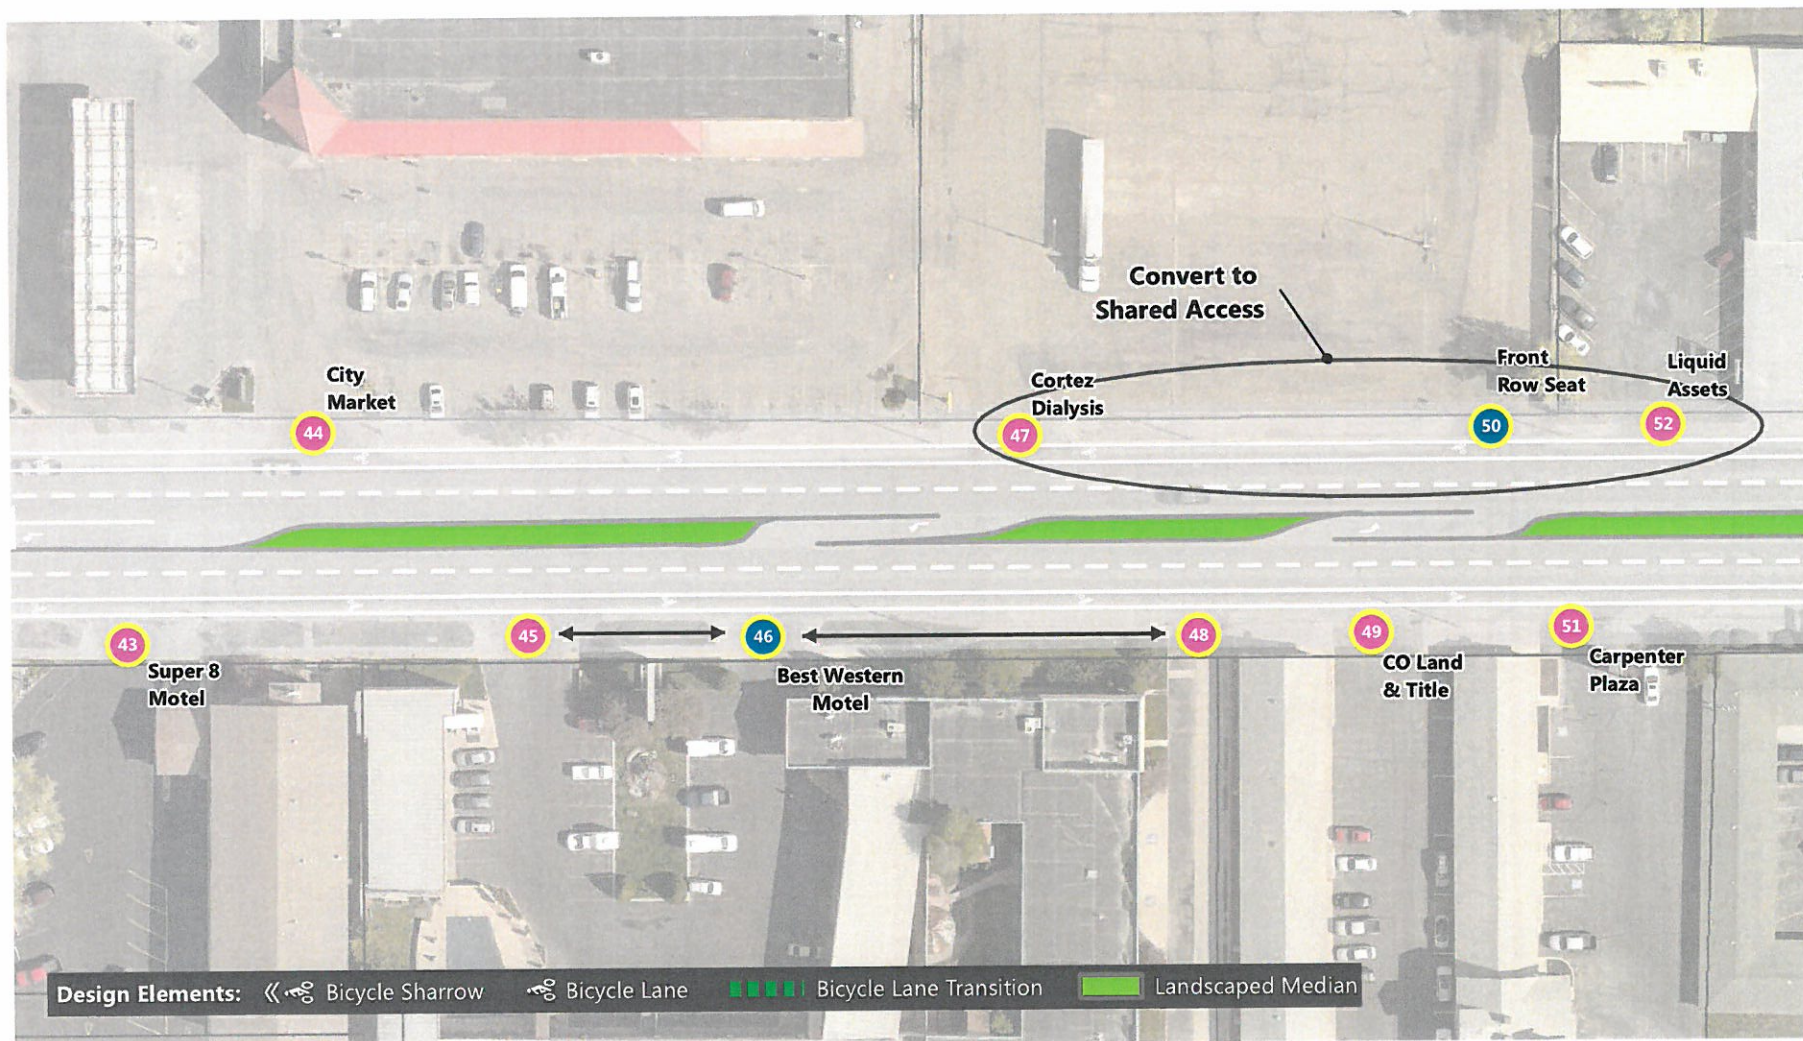 Convert to
Shared Access
City
Market
Cortez
Dialysis
Front
Row Seat
Liquid
Assets
44
47
50
52
43
45
46
48
49
51
Super 8
Motel
Best Western
Motel
CO Land
& Title
Carpenter
Plaza
Design Elements: Bicycle Sharrow Bicycle Lane Bicycle Lane Transition Landscaped Median